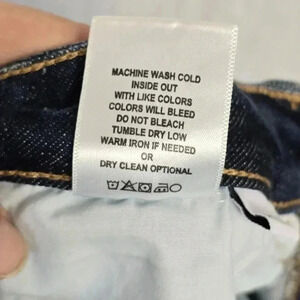 MACHINE WASH COLD
INSIDE OUT
WITH LIKE COLORS
COLORS WILL BLEED
DO NOT BLEACH
TUMBLE DRY LOW
WARM IRON IF NEEDED
OR
DRY CLEAN OPTIONAL